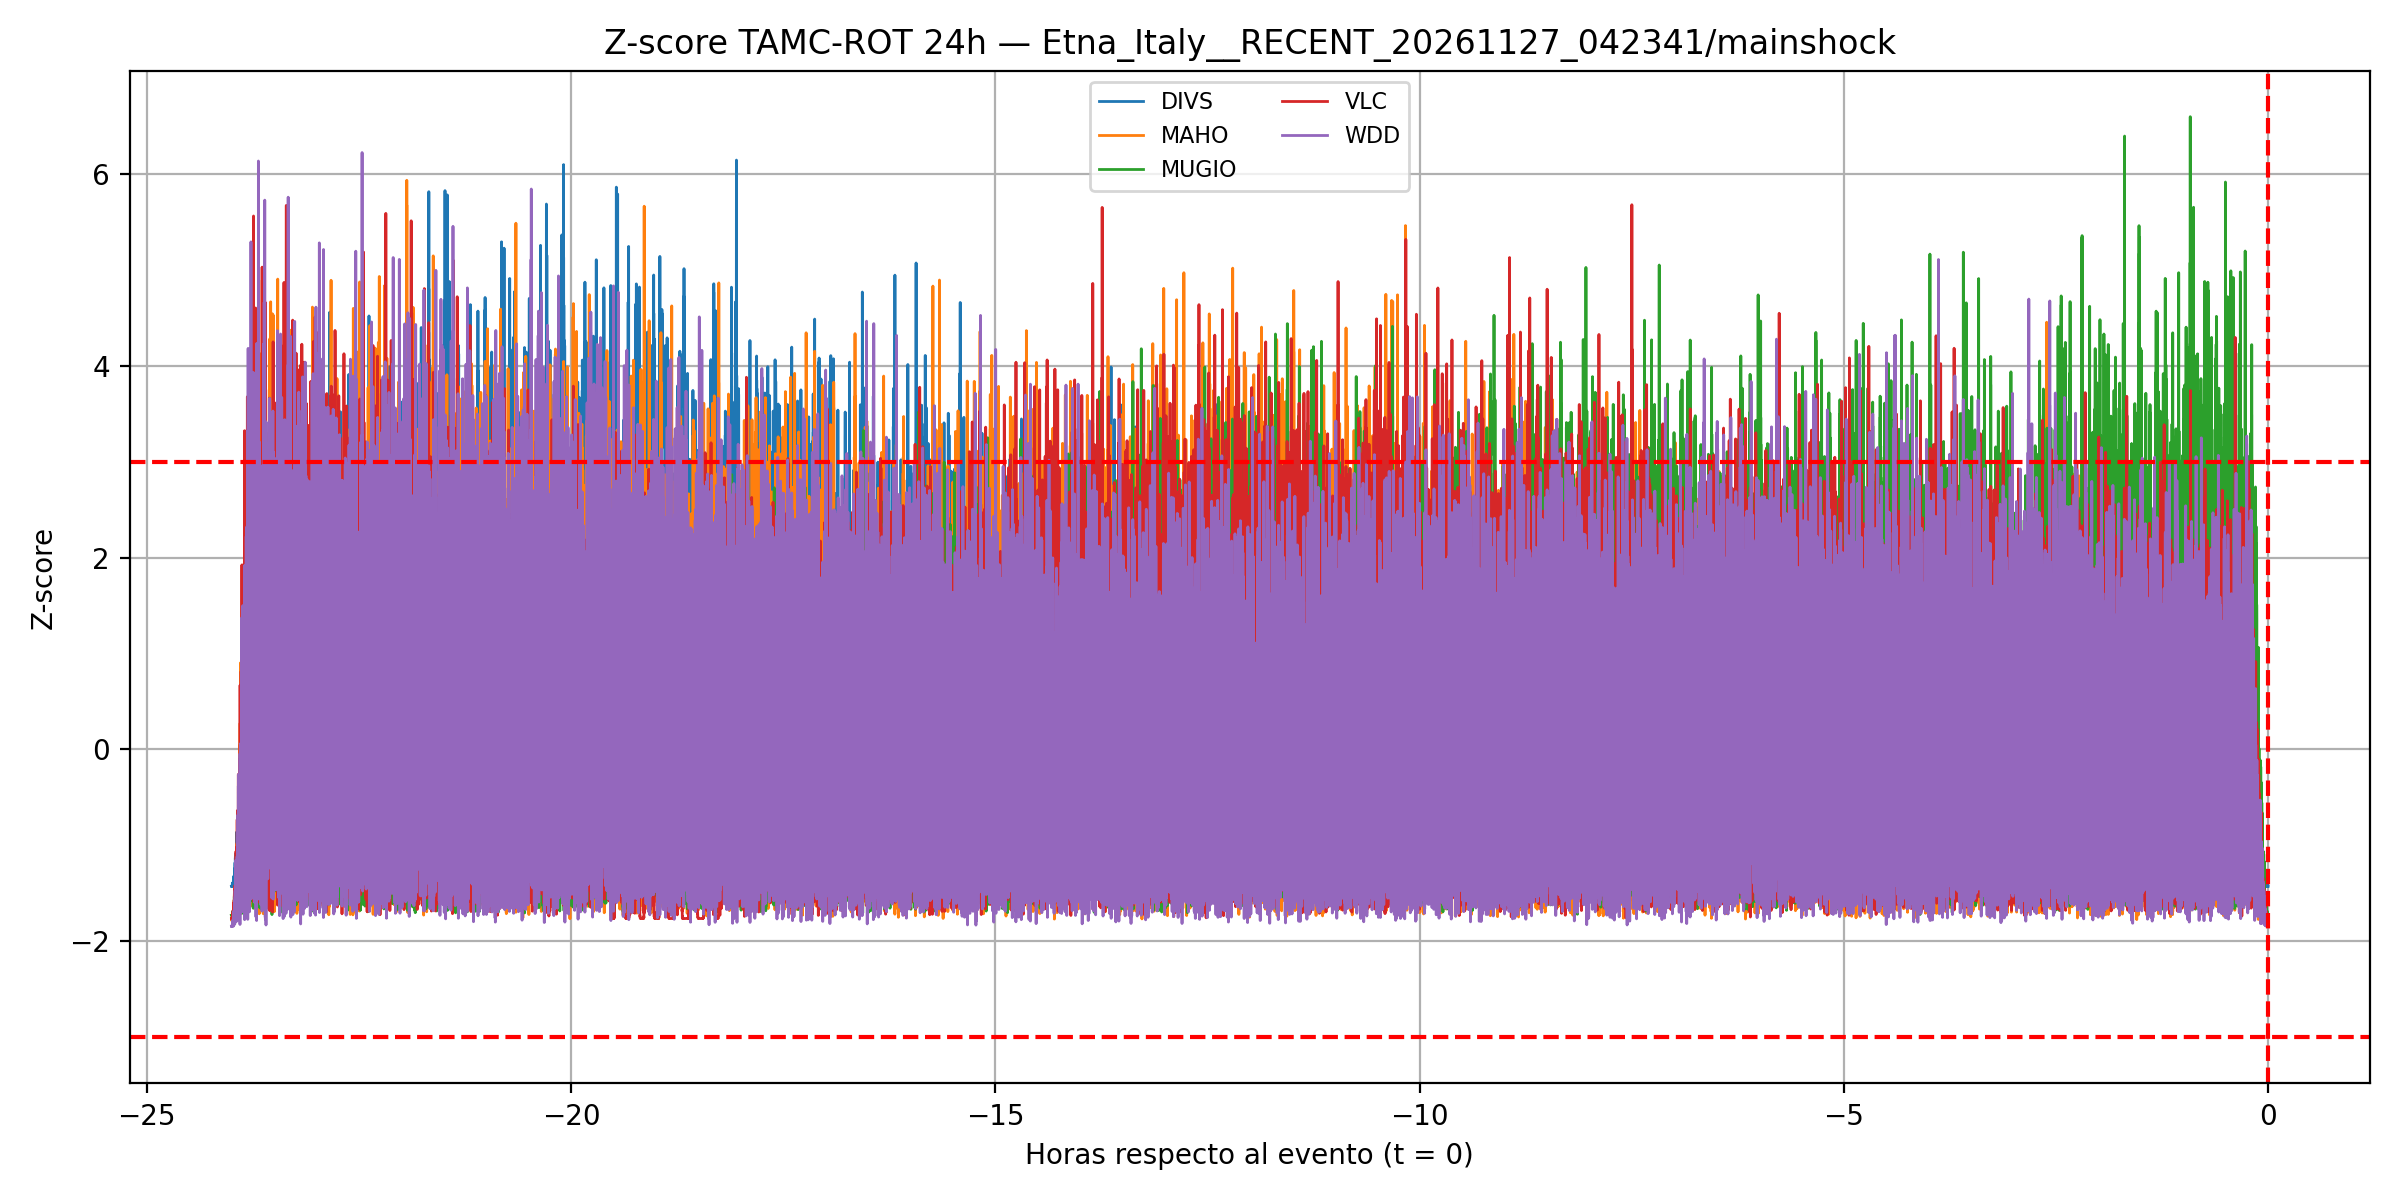 Z-score TAMC-ROT 24h — Etna_Italy__RECENT_20261127_042341/mainshock
DIVS
MAHO
MUGIO
VLC
WDD
Z-score
6
4
2
0
−2
−25
−20
−15
−10
−5
0
Horas respecto al evento (t = 0)